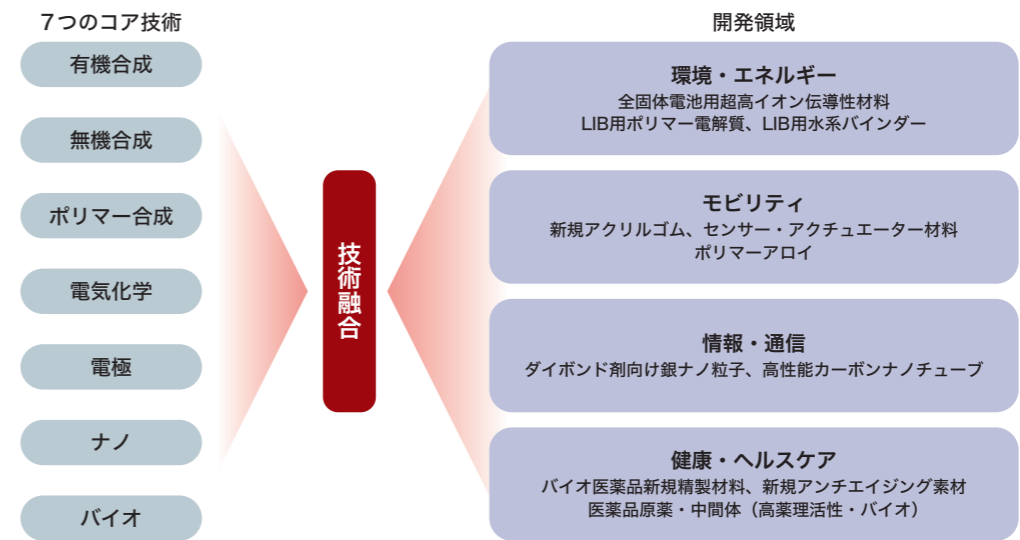 ７つのコア技術
有機合成
無機合成
ポリマー合成
電気化学
電極
ナノ
バイオ
技術融合
開発領域
環境・エネルギー
全固体電池用超高イオン伝導性材料
LIB用ポリマー電解質、LIB用水系バインダー
モビリティ
新規アクリルゴム、センサー・アクチュエーター材料
ポリマーアロイ
情報・通信
ダイボンド剤向け銀ナノ粒子、高性能カーボンナノチューブ
健康・ヘルスケア
バイオ医薬品新規精製材料、新規アンチエイジング素材
医薬品原薬・中間体（高薬理活性・バイオ）